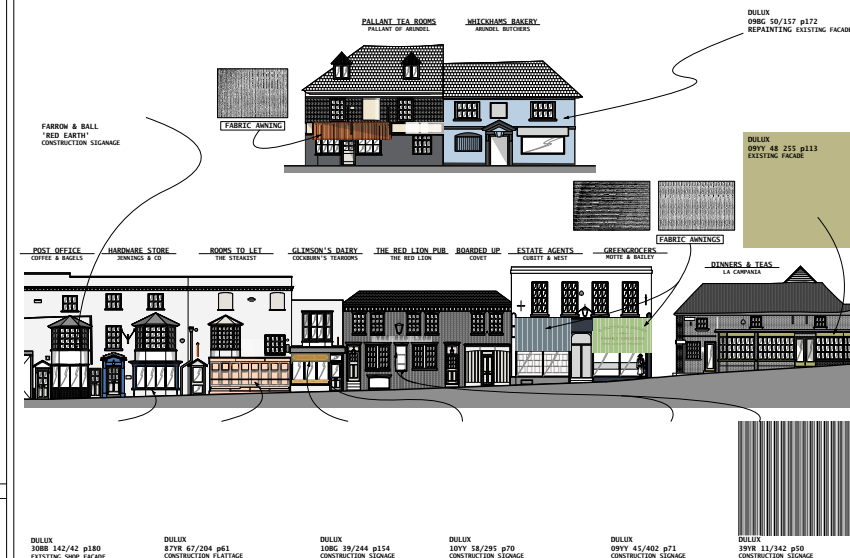 PALLANT TEA ROOMS
PALLANT OF ARUNDEL
WHICKHAMS BAKERY
ARUNDEL BUTCHERS
DULUX
09BG 50/157 p172
REPAINTING EXISTING FACADE
FARROW & BALL
'RED EARTH'
CONSTRUCTION SIGANAGE
FABRIC AWNING
DULUX
09YY 48 255 p113
EXISTING FACADE
FABRIC AWNINGS
POST OFFICE
COFFEE & BAGELS
HARDWARE STORE
JENNINGS & CO
ROOMS TO LET
THE STEAKIST
GLIMSON'S DAIRY
COCKBURN'S TEAROOMS
THE RED LION PUB
THE RED LION
BOARDED UP
COVET
ESTATE AGENTS
CUBITT & WEST
GREENGROCERS
MOTTE & BAILEY
DINNERS & TEAS
LA CAMPANIA
DULUX
30BB 142/42 p180
EXISTING SHOP FACADE
DULUX
87YR 67/204 p61
CONSTRUCTION FLATTAGE
DULUX
10BG 39/244 p154
CONSTRUCTION SIGNAGE
DULUX
10YY 58/295 p70
CONSTRUCTION SIGNAGE
DULUX
09YY 45/402 p71
CONSTRUCTION SIGNAGE
DULUX
39YR 11/342 p50
CONSTRUCTION SIGNAGE